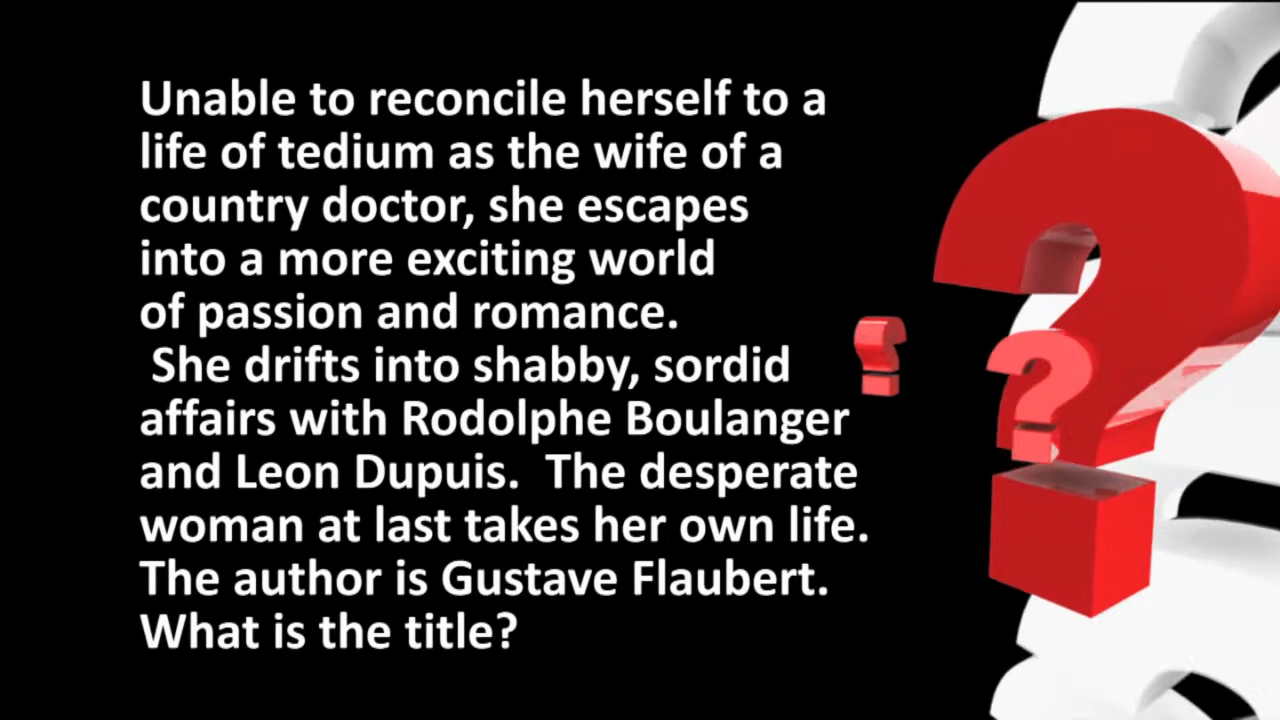 Unable to reconcile herself to a
life of tedium as the wife of a
country doctor, she escapes
into a more exciting world
of passion and romance.
She drifts into shabby, sordid
affairs with Rodolphe Boulanger
and Leon Dupuis.  The desperate
woman at last takes her own life.
The author is Gustave Flaubert.
What is the title?